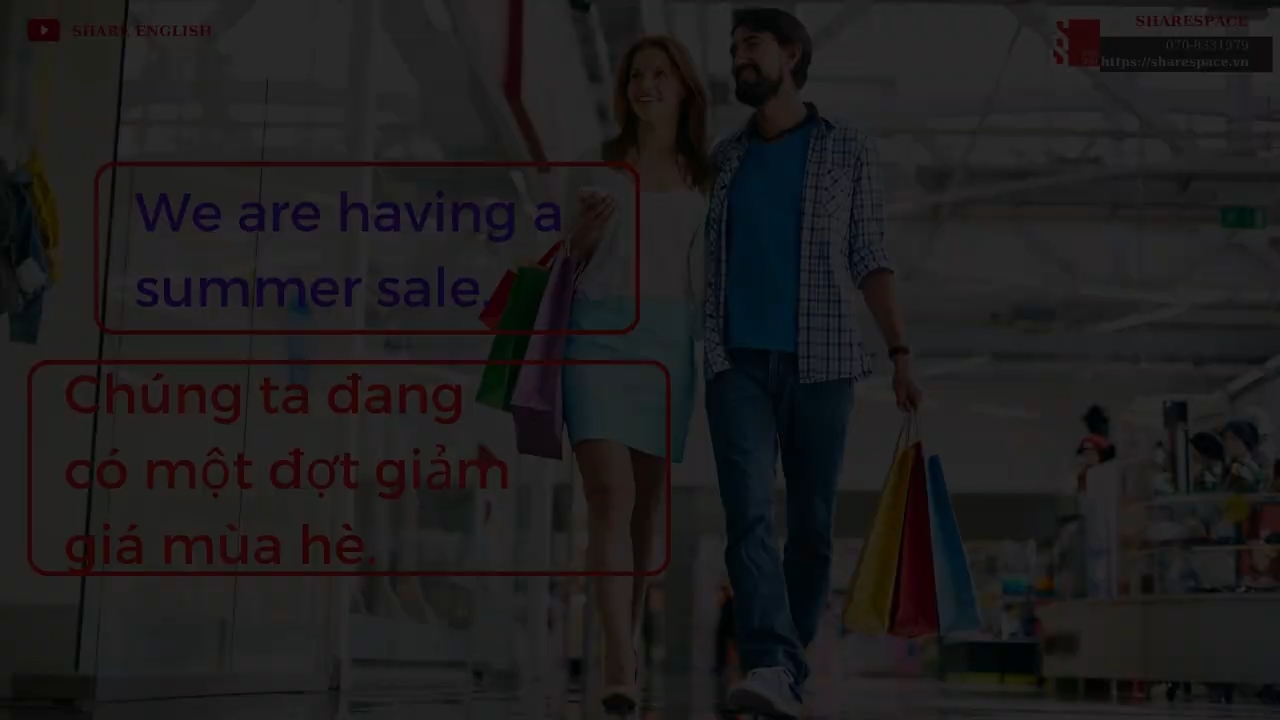 SHARE ENGLISH
SHARESPACE
070-8331079
https://sharespace.vn
We are having a
summer sale.
Chúng ta đang
có một đợt giảm
giá mùa hè.